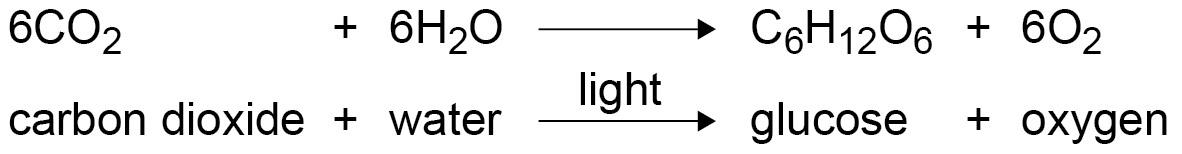 6CO₂ + 6H₂O ⟶ C₆H₁₂O₆ + 6O₂
light
carbon dioxide + water ⟶ glucose + oxygen